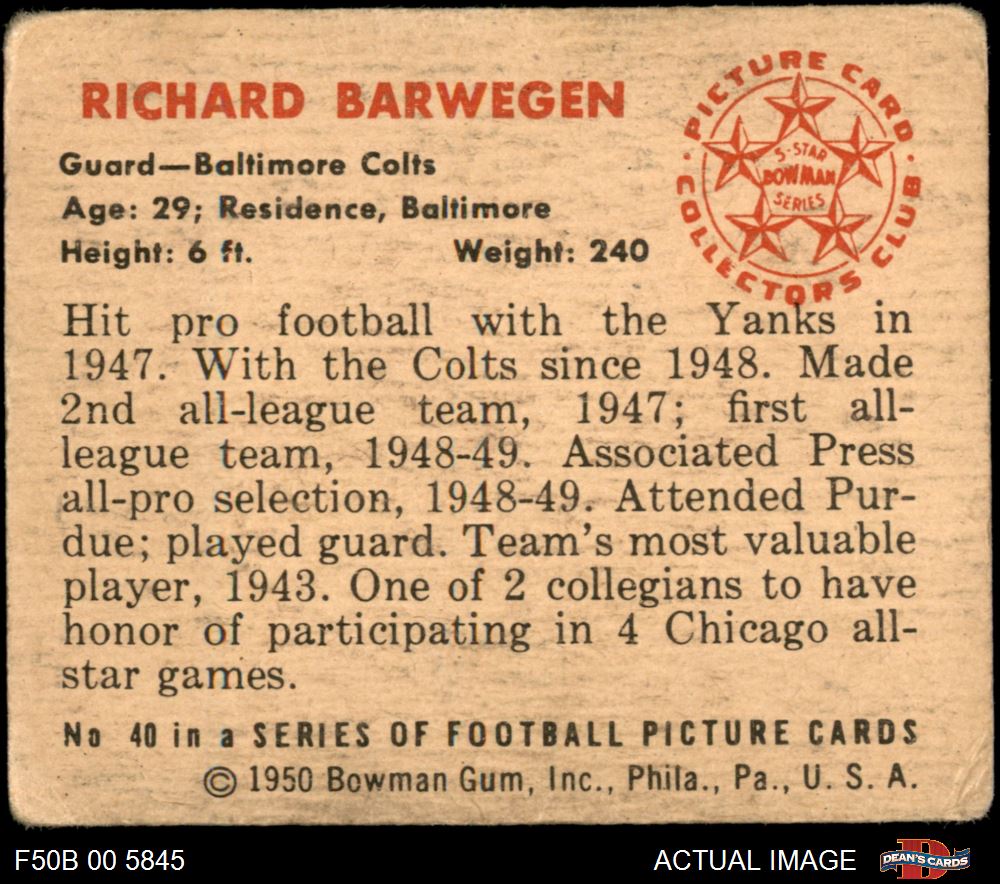 RICHARD BARWEGEN
Guard—Baltimore Colts
Age: 29; Residence, Baltimore
Height: 6 ft. Weight: 240
PICTURE CARD COLLECTORS CLUB
5-STAR
BOWMAN
SERIES
Hit pro football with the Yanks in
1947. With the Colts since 1948. Made
2nd all-league team, 1947; first all-
league team, 1948-49. Associated Press
all-pro selection, 1948-49. Attended Pur-
due; played guard. Team's most valuable
player, 1943. One of 2 collegians to have
honor of participating in 4 Chicago all-
star games.
No 40 in a SERIES OF FOOTBALL PICTURE CARDS
© 1950 Bowman Gum, Inc., Phila., Pa., U. S. A.
F50B 00 5845
ACTUAL IMAGE
DEAN'S CARDS